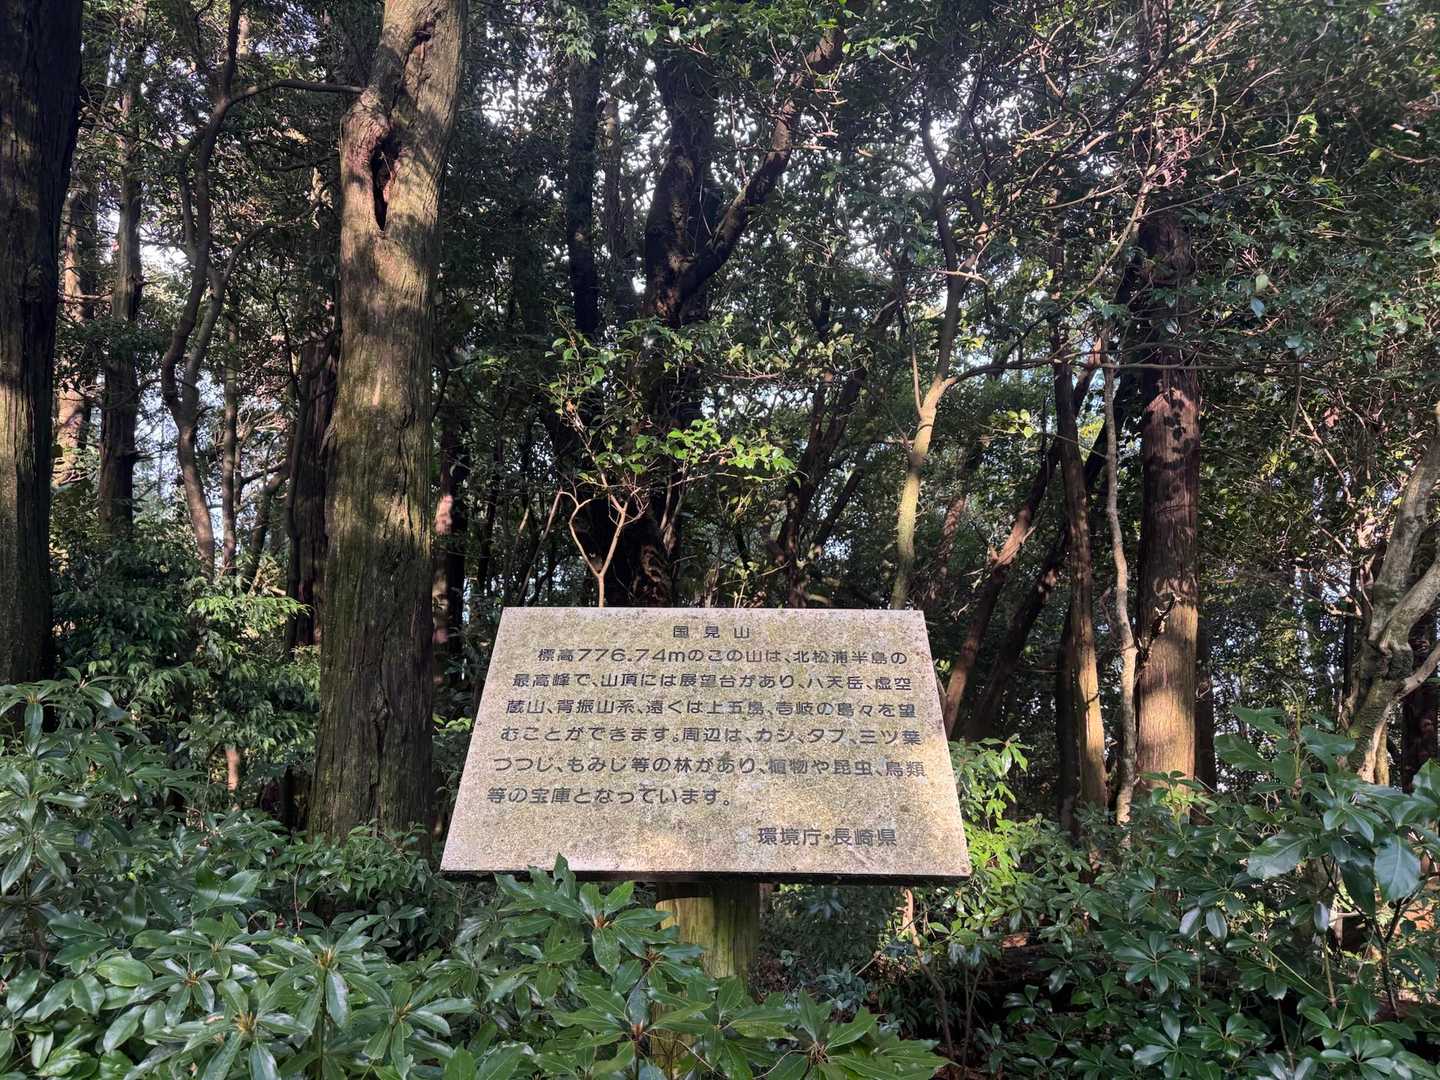 国見山
標高776.74mのこの山は、北松浦半島の
最高峰で、山頂には展望台があり、八天岳、虚空
蔵山、背振山系、遠くは上五島、壱岐の島々を望
むことができます。周辺は、カシ、タブ、三ツ葉
つつじ、もみじ等の林があり、植物や昆虫、鳥類
等の宝庫となっています。
環境庁・長崎県